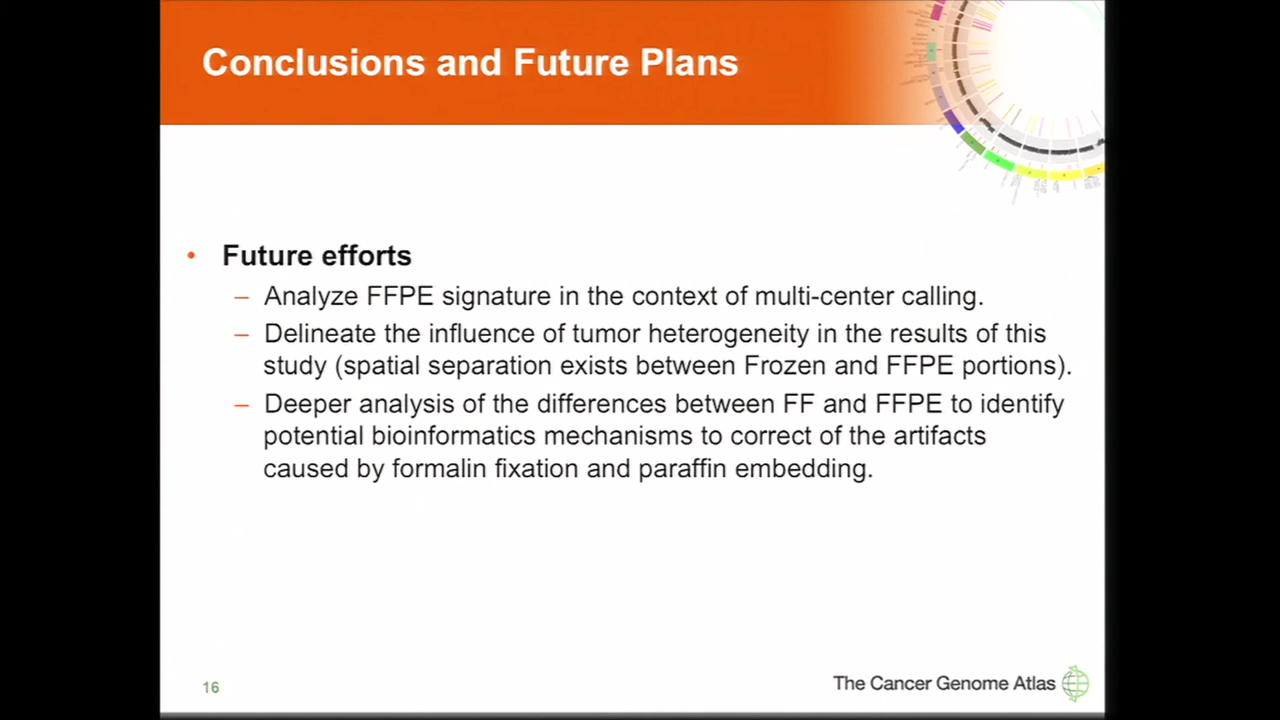 Conclusions and Future Plans
• Future efforts
– Analyze FFPE signature in the context of multi-center calling.
– Delineate the influence of tumor heterogeneity in the results of this
study (spatial separation exists between Frozen and FFPE portions).
– Deeper analysis of the differences between FF and FFPE to identify
potential bioinformatics mechanisms to correct of the artifacts
caused by formalin fixation and paraffin embedding.
16
The Cancer Genome Atlas